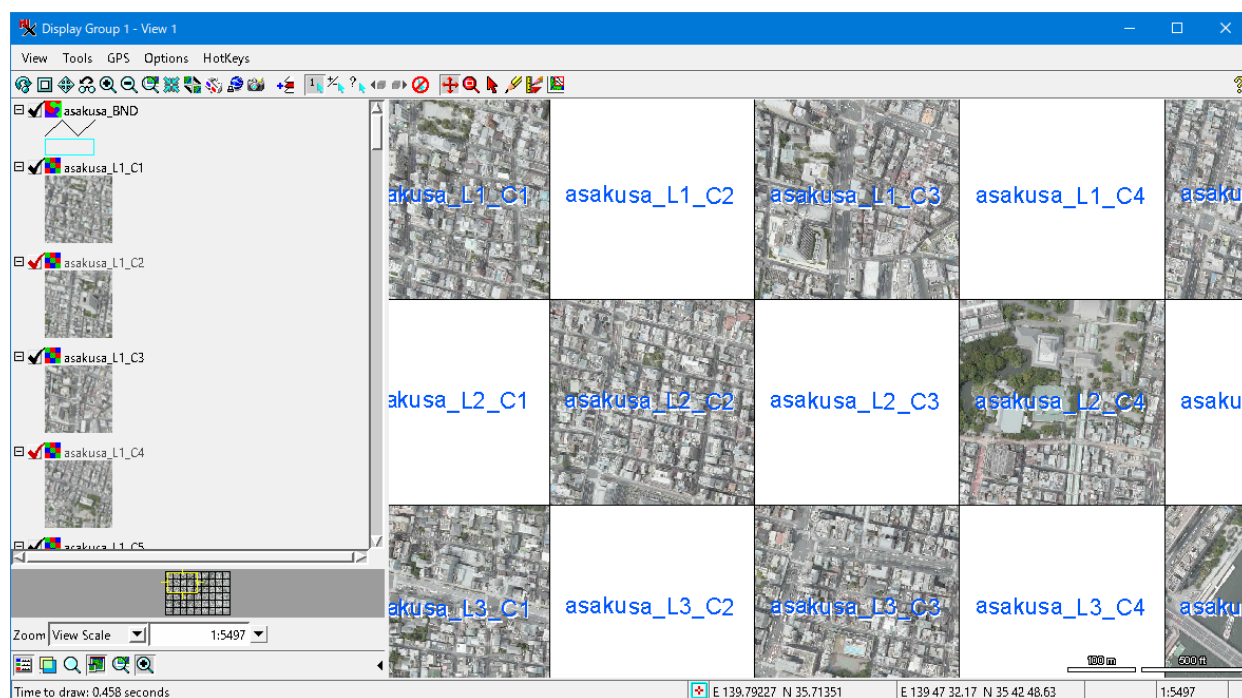 Display Group 1 - View 1
View Tools GPS Options HotKeys
asakusa_BND
asakusa_L1_C1
asakusa_L1_C2
asakusa_L1_C3
asakusa_L1_C4
asakusa_L1_C5
Zoom View Scale 1:5497
akusa_L1_C1 asakusa_L1_C2 asakusa_L1_C3 asakusa_L1_C4 asaku
akusa_L2_C1 asakusa_L2_C2 asakusa_L2_C3 asakusa_L2_C4 asaku
akusa_L3_C1 asakusa_L3_C2 asakusa_L3_C3 asakusa_L3_C4 asaku
100 m 500 ft
Time to draw: 0.458 seconds E 139.79227 N 35.71351 E 139 47 32.17 N 35 42 48.63 1:5497